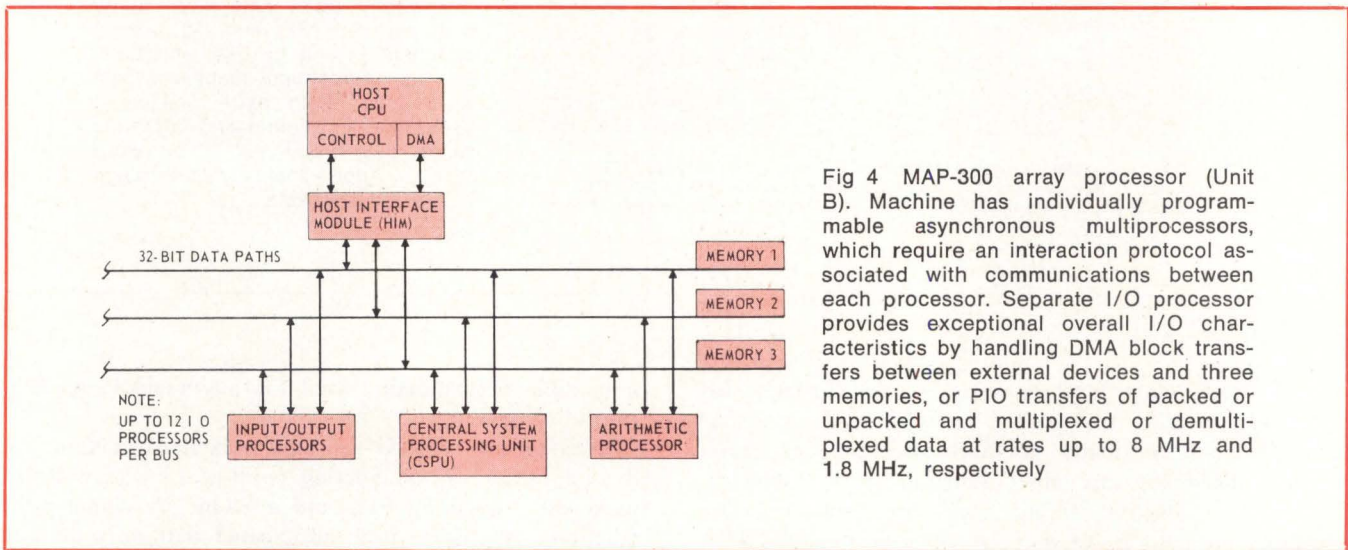 HOST
CPU
CONTROL DMA
HOST INTERFACE
MODULE (HIM)
32-BIT DATA PATHS
MEMORY 1
MEMORY 2
MEMORY 3
NOTE:
UP TO 12 I O
PROCESSORS
PER BUS
INPUT/OUTPUT
PROCESSORS
CENTRAL SYSTEM
PROCESSING UNIT
(CSPU)
ARITHMETIC
PROCESSOR
Fig 4 MAP-300 array processor (Unit
B). Machine has individually program-
mable asynchronous multiprocessors,
which require an interaction protocol as-
sociated with communications between
each processor. Separate I/O processor
provides exceptional overall I/O char-
acteristics by handling DMA block trans-
fers between external devices and three
memories, or PIO transfers of packed or
unpacked and multiplexed or demulti-
plexed data at rates up to 8 MHz and
1.8 MHz, respectively